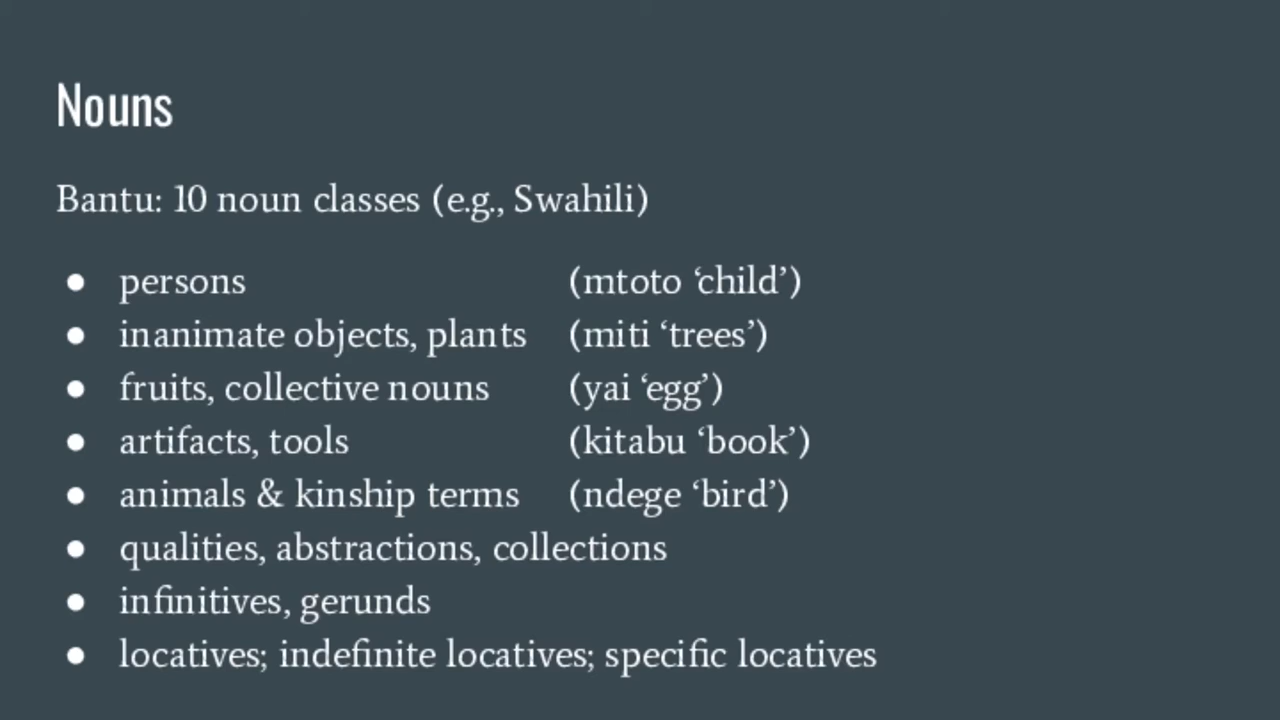 Nouns
Bantu: 10 noun classes (e.g., Swahili)
● persons (mtoto ‘child’)
● inanimate objects, plants (miti ‘trees’)
● fruits, collective nouns (yai ‘egg’)
● artifacts, tools (kitabu ‘book’)
● animals & kinship terms (ndege ‘bird’)
● qualities, abstractions, collections
● infinitives, gerunds
● locatives; indefinite locatives; specific locatives